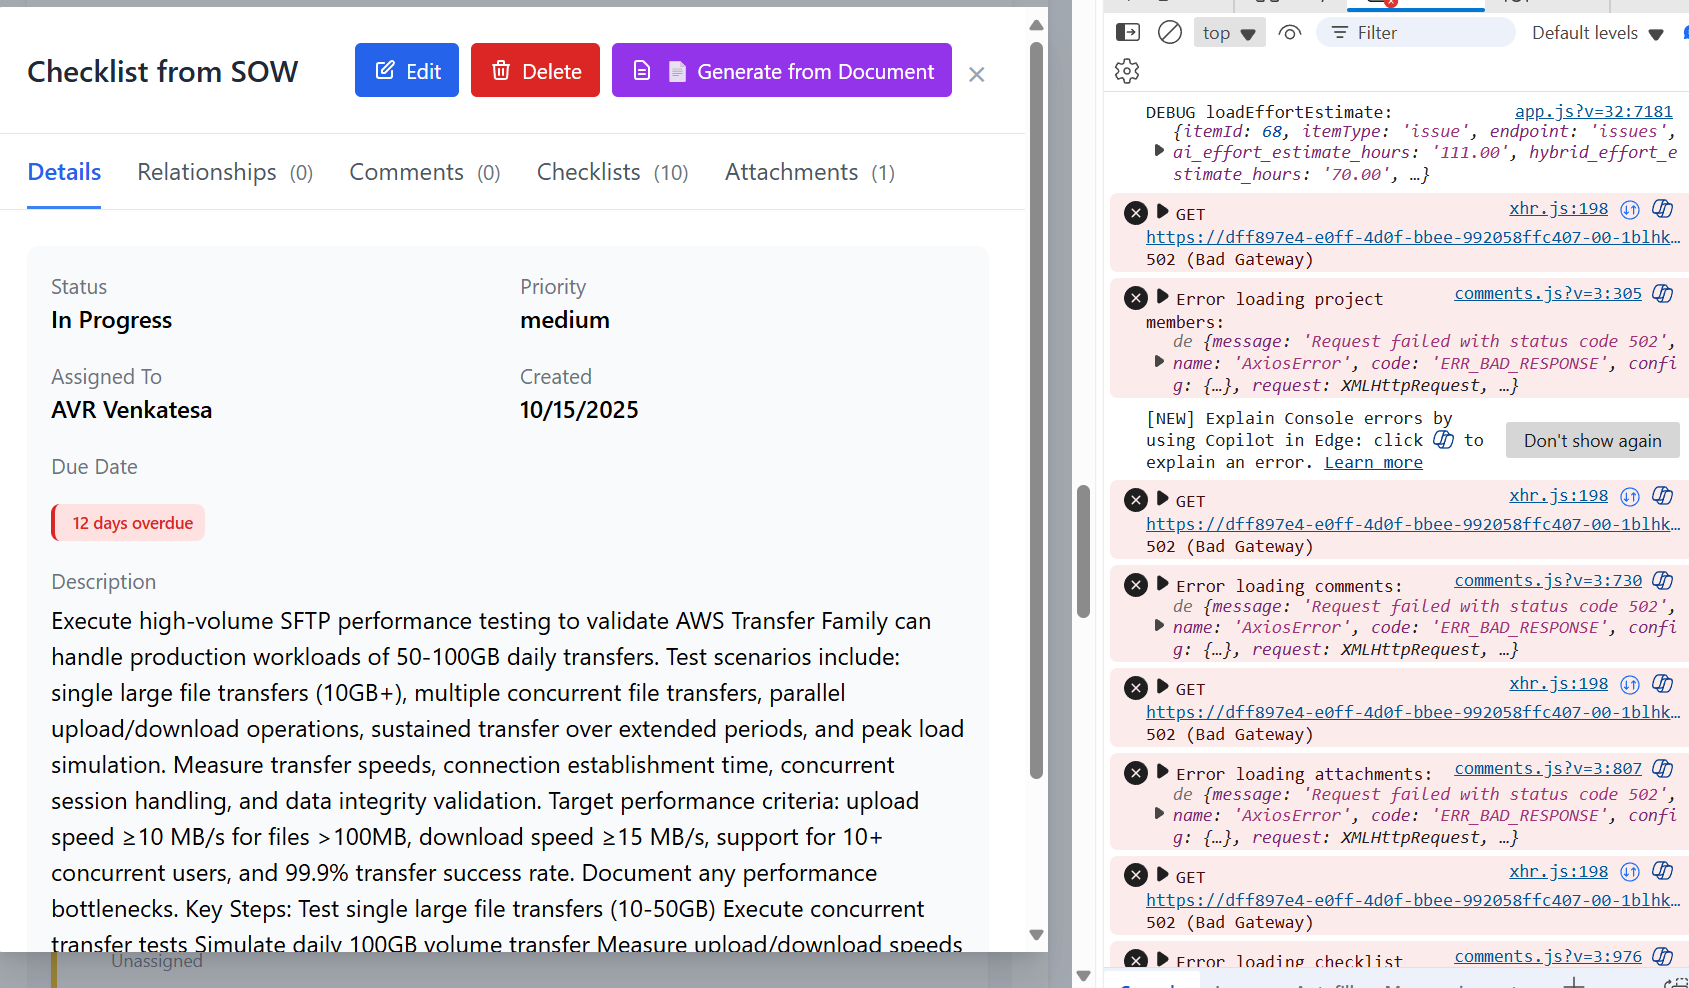 Checklist from SOW
Edit
Delete
Generate from Document
Details
Relationships (0)
Comments (0)
Checklists (10)
Attachments (1)
Status
In Progress
Priority
medium
Assigned To
AVR Venkatesa
Created
10/15/2025
Due Date
12 days overdue
Description
Execute high-volume SFTP performance testing to validate AWS Transfer Family can
handle production workloads of 50-100GB daily transfers. Test scenarios include:
single large file transfers (10GB+), multiple concurrent file transfers, parallel
upload/download operations, sustained transfer over extended periods, and peak load
simulation. Measure transfer speeds, connection establishment time, concurrent
session handling, and data integrity validation. Target performance criteria: upload
speed ≥10 MB/s for files >100MB, download speed ≥15 MB/s, support for 10+
concurrent users, and 99.9% transfer success rate. Document any performance
bottlenecks. Key Steps: Test single large file transfers (10-50GB) Execute concurrent
transfer tests Simulate daily 100GB volume transfer Measure upload/download speeds
Unassigned
top
Filter
Default levels
DEBUG loadEffortEstimate: app.js?v=32:7181
{itemId: 68, itemType: 'issue', endpoint: 'issues',
ai_effort_estimate_hours: '111.00', hybrid_effort_e
stimate_hours: '70.00', …}
GET xhr.js:198
https://dff897e4-e0ff-4d0f-bbee-992058ffc407-00-1blhk…
502 (Bad Gateway)
Error loading project comments.js?v=3:305
members:
de {message: 'Request failed with status code 502',
name: 'AxiosError', code: 'ERR_BAD_RESPONSE', confi
g: {…}, request: XMLHttpRequest, …}
[NEW] Explain Console errors by
using Copilot in Edge: click to
explain an error. Learn more
Don't show again
GET xhr.js:198
https://dff897e4-e0ff-4d0f-bbee-992058ffc407-00-1blhk…
502 (Bad Gateway)
Error loading comments: comments.js?v=3:730
de {message: 'Request failed with status code 502',
name: 'AxiosError', code: 'ERR_BAD_RESPONSE', confi
g: {…}, request: XMLHttpRequest, …}
GET xhr.js:198
https://dff897e4-e0ff-4d0f-bbee-992058ffc407-00-1blhk…
502 (Bad Gateway)
Error loading attachments: comments.js?v=3:807
de {message: 'Request failed with status code 502',
name: 'AxiosError', code: 'ERR_BAD_RESPONSE', confi
g: {…}, request: XMLHttpRequest, …}
GET xhr.js:198
https://dff897e4-e0ff-4d0f-bbee-992058ffc407-00-1blhk…
502 (Bad Gateway)
Error loading checklist comments.js?v=3:976